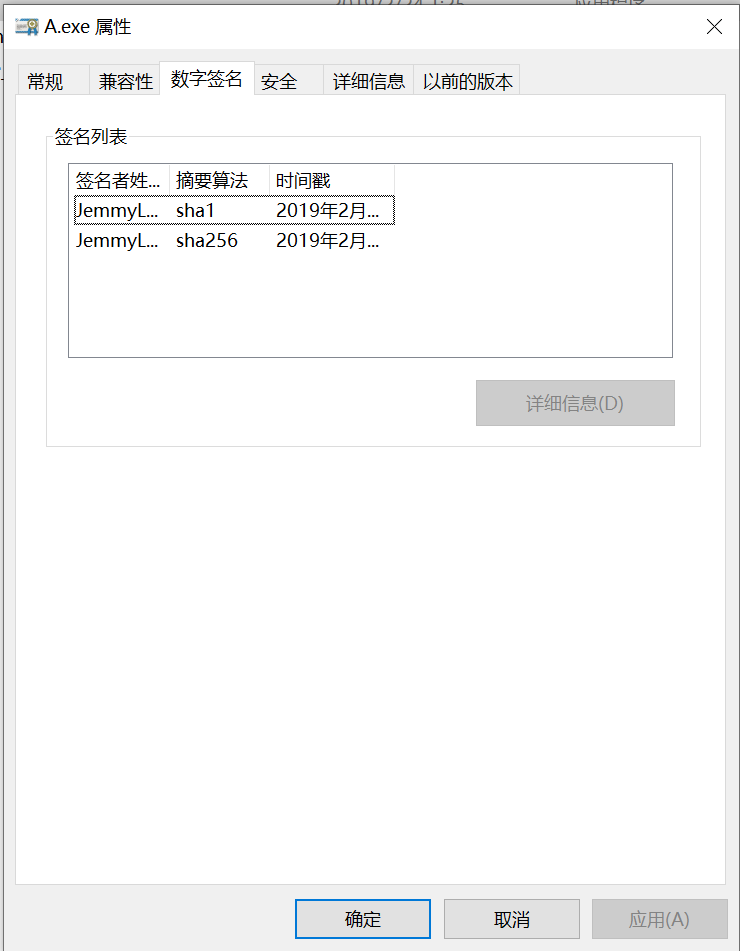 A.exe 属性
常规 兼容性 数字签名 安全 详细信息 以前的版本
签名列表
签名者姓... 摘要算法 时间戳
JemmyL... sha1 2019年2月...
JemmyL... sha256 2019年2月...
详细信息(D)
确定 取消 应用(A)